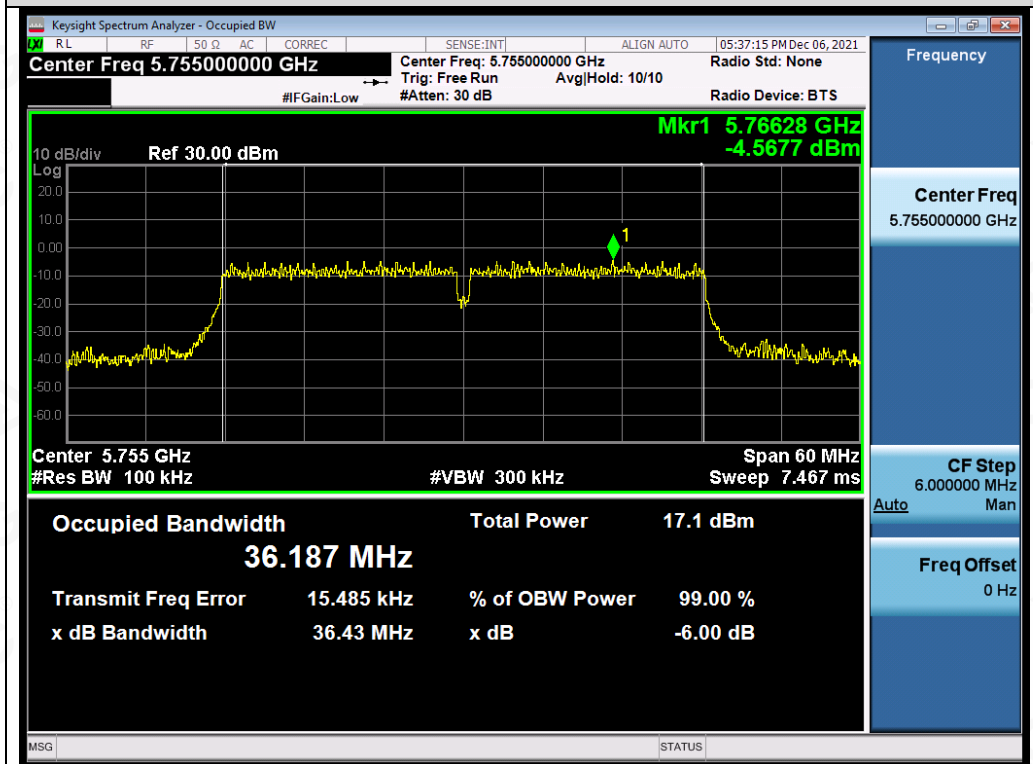 Keysight Spectrum Analyzer - Occupied BW
LXI RL RF 50 Ω AC CORREC SENSE:INT ALIGN AUTO 05:37:15 PM Dec 06, 2021
Center Freq 5.755000000 GHz
Center Freq: 5.755000000 GHz
Radio Std: None
Trig: Free Run Avg|Hold: 10/10
#IFGain:Low
#Atten: 30 dB
Radio Device: BTS
Frequency
Mkr1 5.76628 GHz
-4.5677 dBm
10 dB/div Ref 30.00 dBm
Log
20.0
10.0
0.00
-10.0
-20.0
-30.0
-40.0
-50.0
-60.0
1
Center 5.755 GHz Span 60 MHz
#Res BW 100 kHz #VBW 300 kHz Sweep 7.467 ms
Center Freq
5.755000000 GHz
CF Step
6.000000 MHz
Auto Man
Freq Offset
0 Hz
Occupied Bandwidth Total Power 17.1 dBm
36.187 MHz
Transmit Freq Error 15.485 kHz % of OBW Power 99.00 %
x dB Bandwidth 36.43 MHz x dB -6.00 dB
MSG STATUS